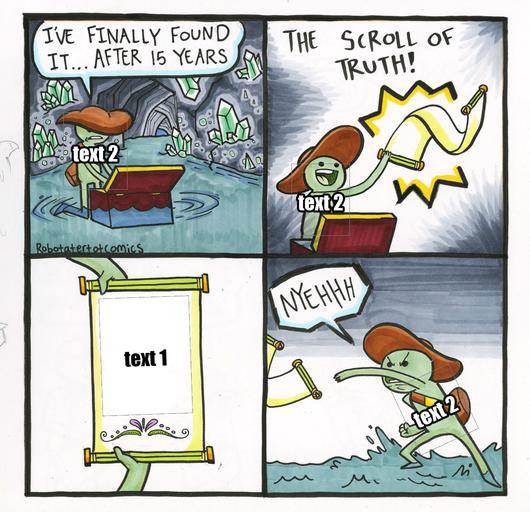 I'VE FINALLY FOUND
IT... AFTER 15 YEARS
text 2
Robotatertotcomics
THE SCROLL OF
TRUTH!
text 2
text 1
NYEHHH
text 2